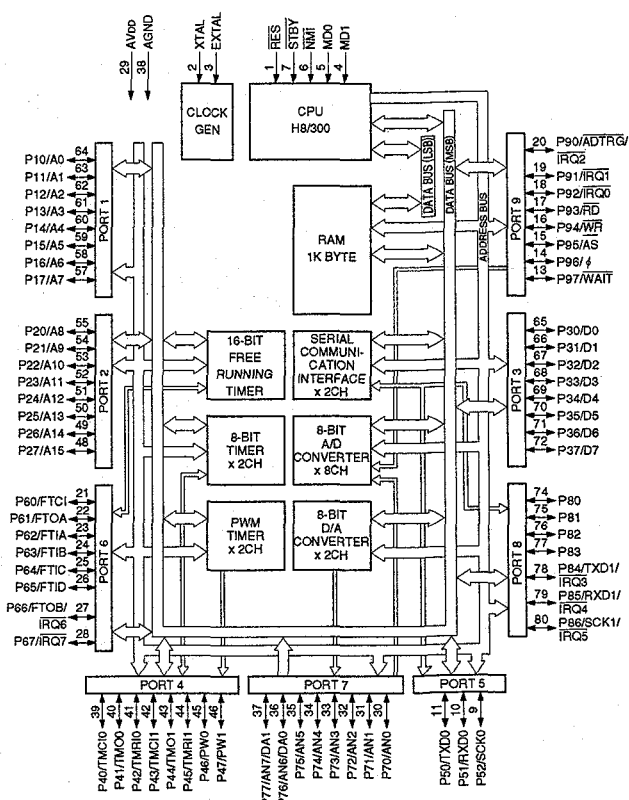 AVDD
AGND
29
38
XTAL
EXTAL
2
3
RES
STBY
NMI
MD0
MD1
1
7
6
5
4
CLOCK
GEN
CPU
H8/300
RAM
1K BYTE
DATA BUS (LSB)
DATA BUS (MSB)
ADDRESS BUS
P10/A0 64
P11/A1 63
P12/A2 62
P13/A3 61
P14/A4 60
P15/A5 59
P16/A6 58
P17/A7 57
PORT 1
P20/A8 55
P21/A9 54
P22/A10 53
P23/A11 52
P24/A12 51
P25/A13 50
P26/A14 49
P27/A15 48
PORT 2
P60/FTCI 21
P61/FTOA 22
P62/FTIA 23
P63/FTIB 24
P64/FTIC 25
P65/FTID 26
P66/FTOB/ 27
IRQ6
P67/IRQ7 28
PORT 6
16-BIT
FREE
RUNNING
TIMER
SERIAL
COMMUNI-
CATION
INTERFACE
x 2CH
8-BIT
TIMER
x 2CH
8-BIT
A/D
CONVERTER
x 8CH
PWM
TIMER
x 2CH
8-BIT
D/A
CONVERTER
x 2CH
PORT 9
20 P90/ADTRG/
IRQ2
19 P91/IRQ1
18 P92/IRQ0
17 P93/RD
16 P94/WR
15 P95/AS
14 P96/ϕ
13 P97/WAIT
PORT 3
65 P30/D0
66 P31/D1
67 P32/D2
68 P33/D3
69 P34/D4
70 P35/D5
71 P36/D6
72 P37/D7
PORT 8
74 P80
75 P81
76 P82
77 P83
78 P84/TXD1/
IRQ3
79 P85/RXD1/
IRQ4
80 P86/SCK1/
IRQ5
PORT 4
39 P40/TMCI0
40 P41/TMO0
41 P42/TMRI0
42 P43/TMCI1
43 P44/TMO1
44 P45/TMRI1
45 P46/PW0
46 P47/PW1
PORT 7
37 P77/AN7/DA1
36 P76/AN6/DA0
35 P75/AN5
34 P74/AN4
33 P73/AN3
32 P72/AN2
31 P71/AN1
30 P70/AN0
PORT 5
11 P50/TXD0
10 P51/RXD0
9 P52/SCK0